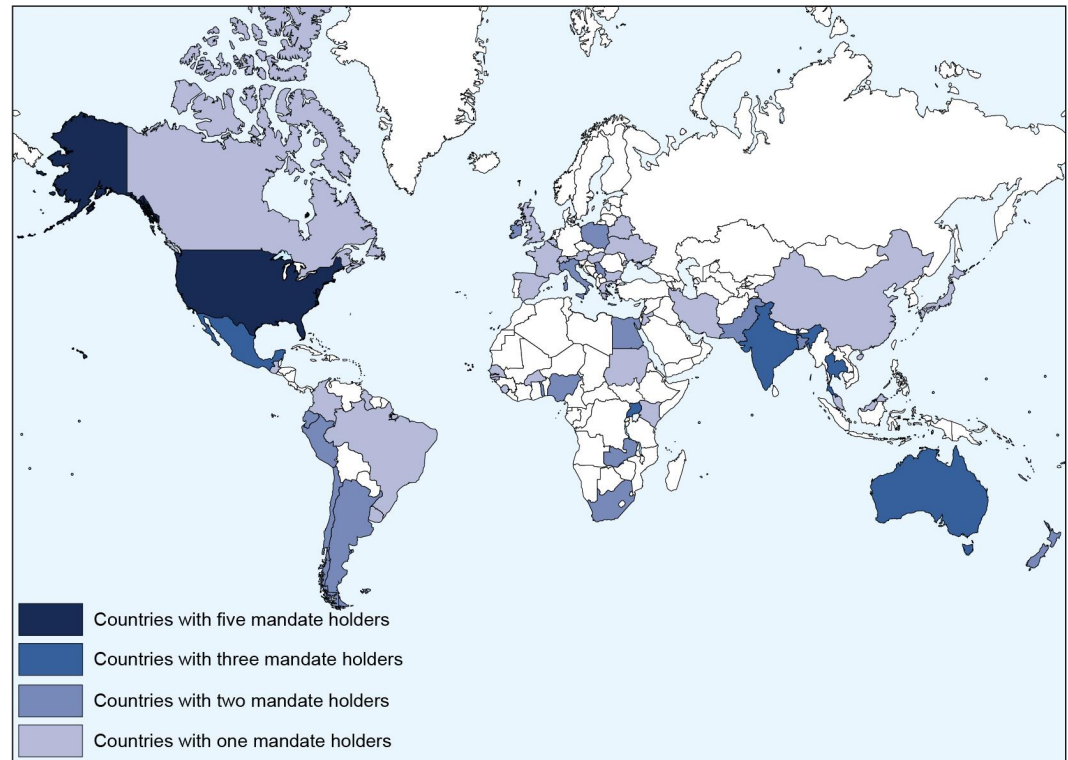 Countries with five mandate holders
Countries with three mandate holders
Countries with two mandate holders
Countries with one mandate holders